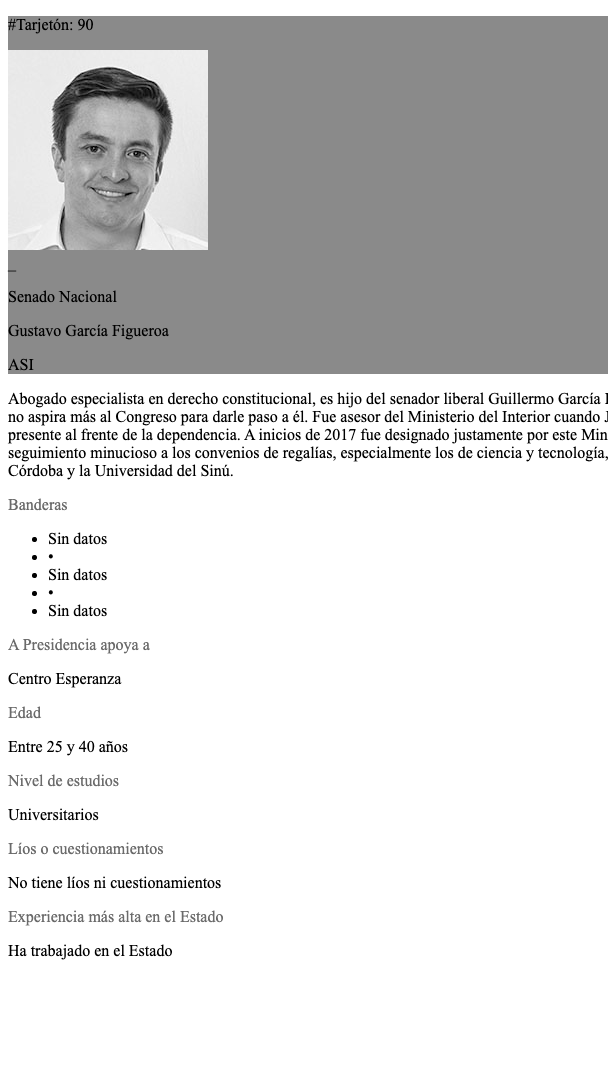 #Tarjetón: 90
_
Senado Nacional
Gustavo García Figueroa
ASI
Abogado especialista en derecho constitucional, es hijo del senador liberal Guillermo García
no aspira más al Congreso para darle paso a él. Fue asesor del Ministerio del Interior cuando
presente al frente de la dependencia. A inicios de 2017 fue designado justamente por este
seguimiento minucioso a los convenios de regalías, especialmente los de ciencia y tecnología,
Córdoba y la Universidad del Sinú.
Banderas
• Sin datos
• •
• Sin datos
• •
• Sin datos
A Presidencia apoya a
Centro Esperanza
Edad
Entre 25 y 40 años
Nivel de estudios
Universitarios
Líos o cuestionamientos
No tiene líos ni cuestionamientos
Experiencia más alta en el Estado
Ha trabajado en el Estado